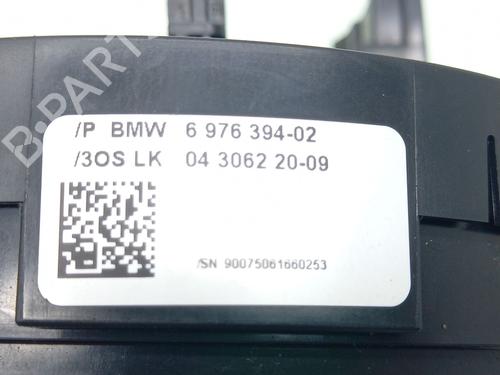 /P BMW 6 976 394-02
/3OS LK 04 3062 20-09
/SN 90075061660253
B-PARTS